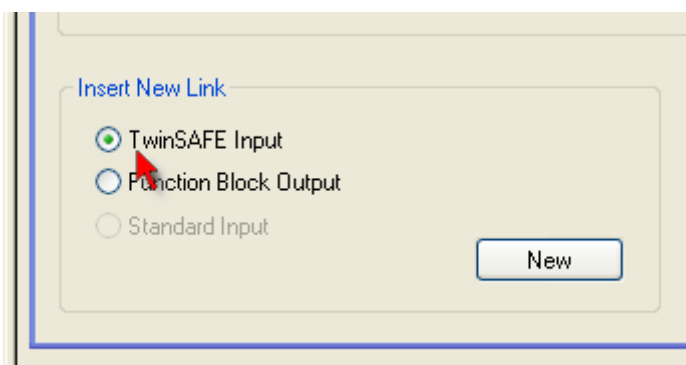 Insert New Link
TwinSAFE Input
Function Block Output
Standard Input
New